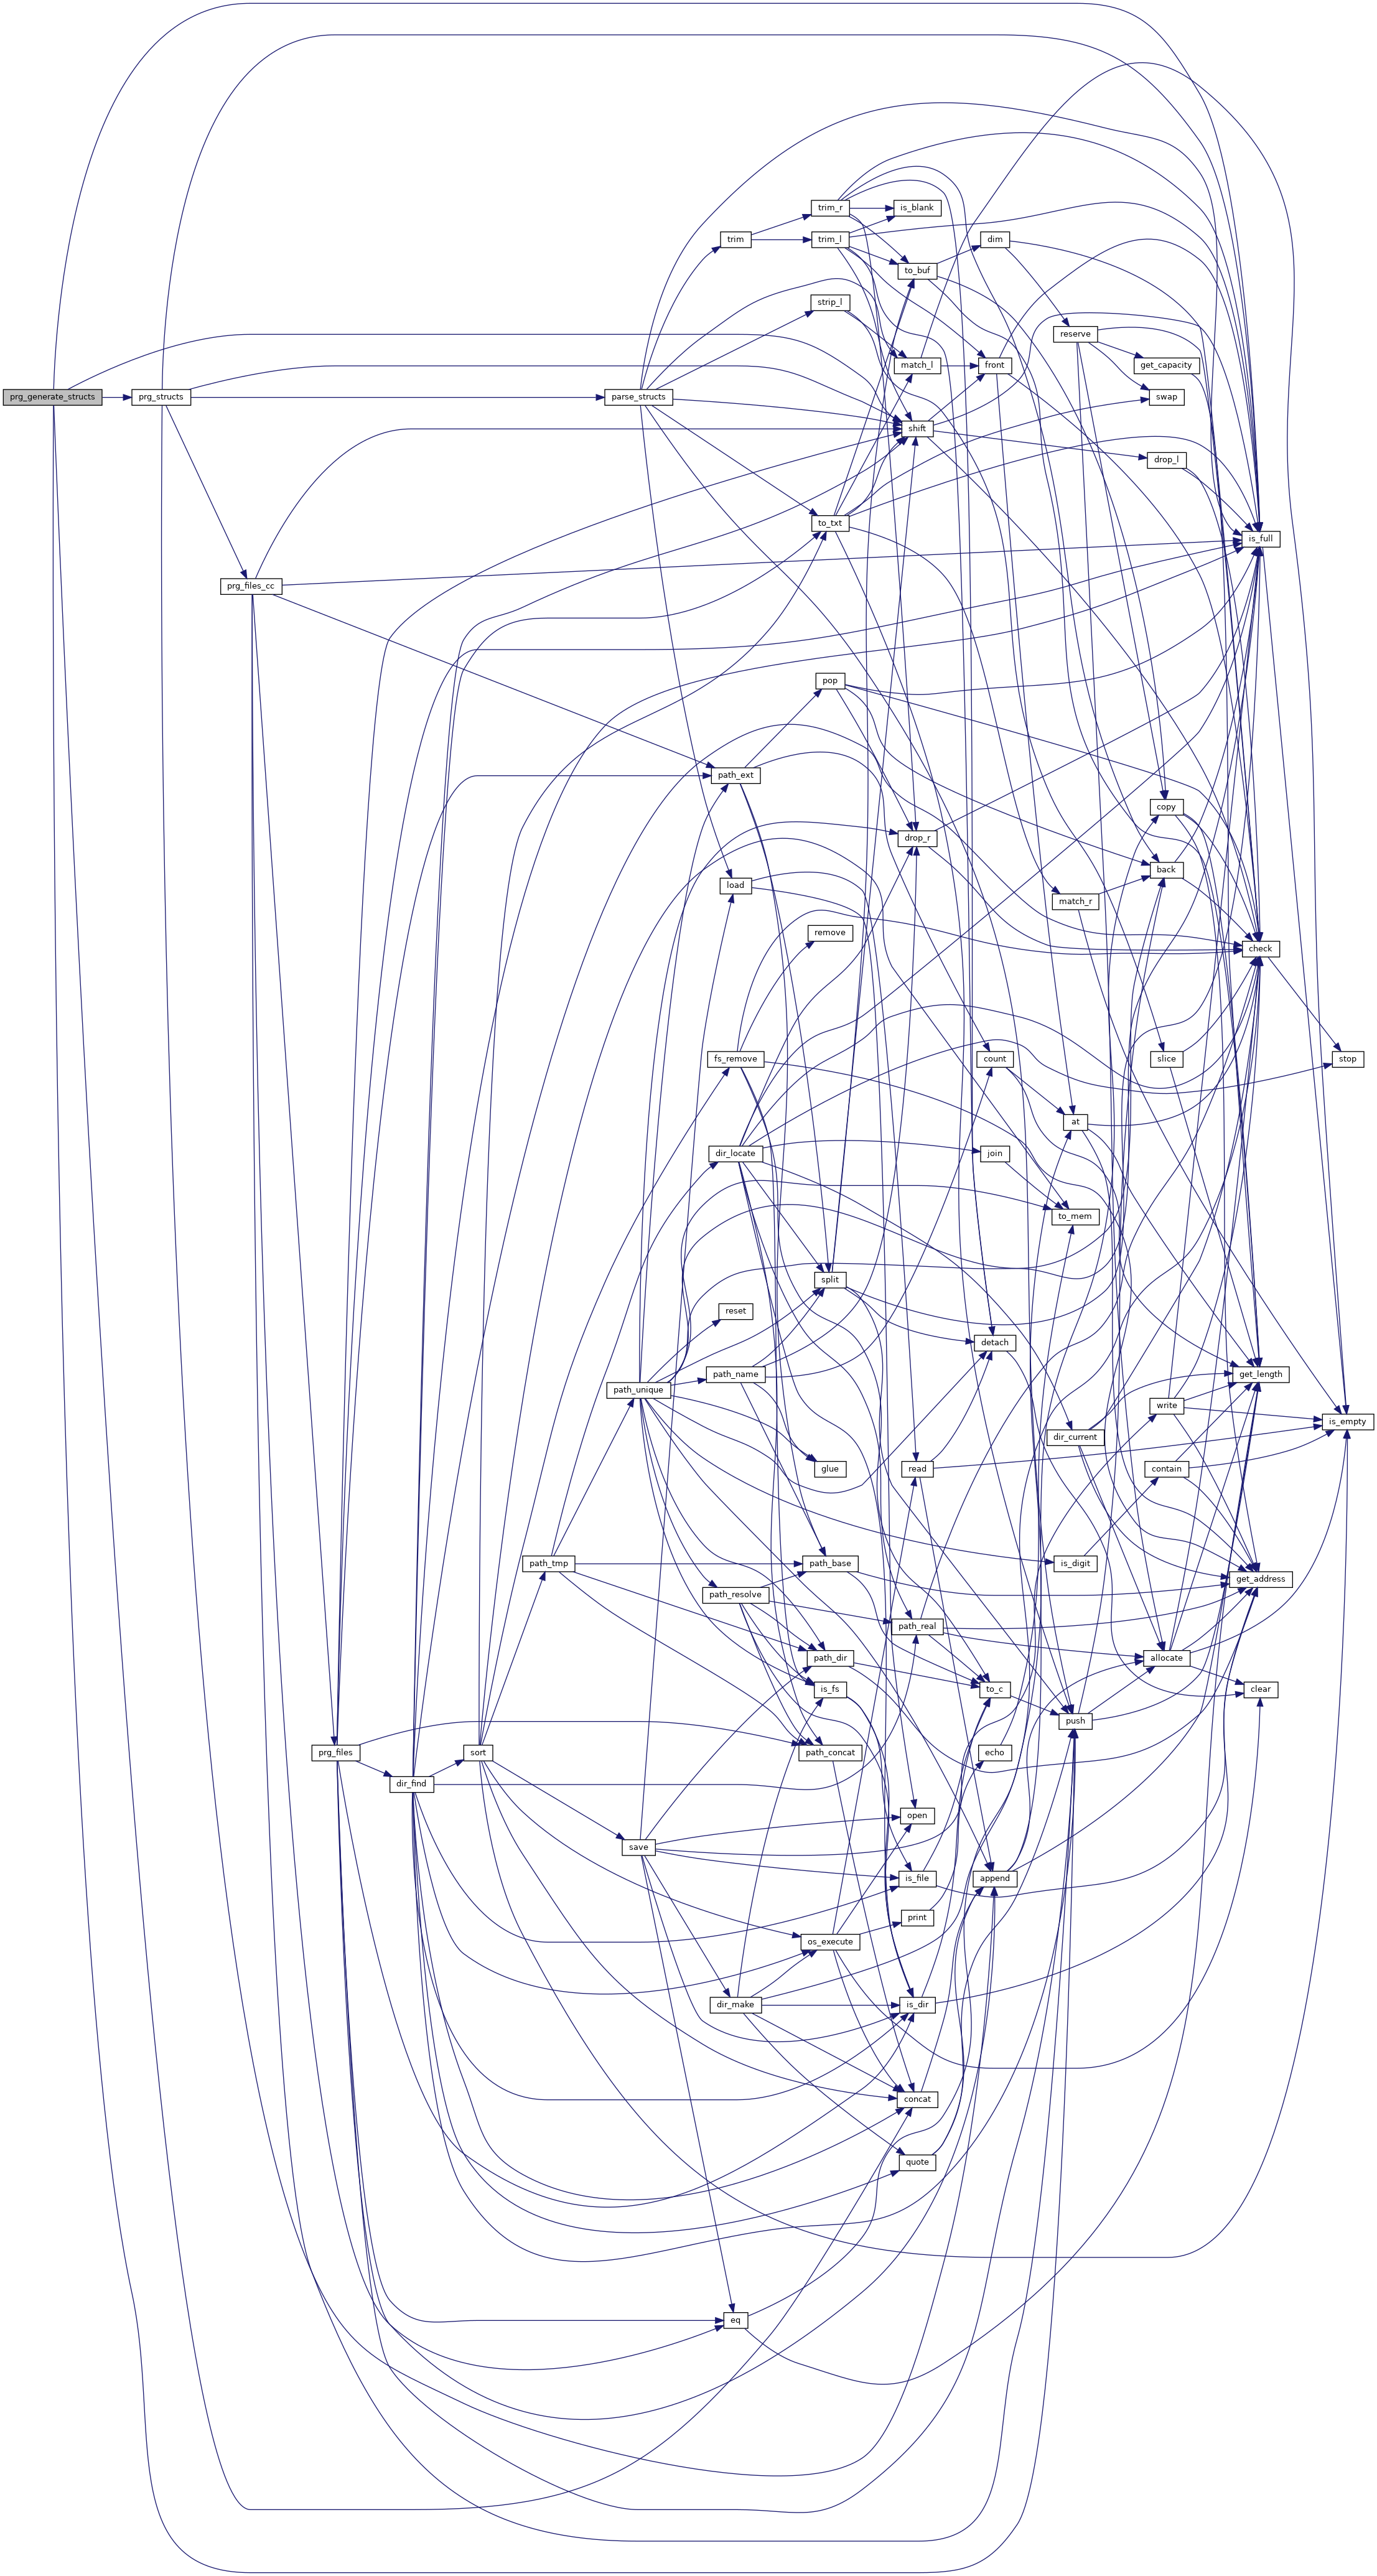 prg_generate_structs
prg_structs
prg_files_cc
prg_files
dir_find
sort
path_tmp
parse_structs
path_unique
save
trim
path_ext
load
fs_remove
dir_locate
reset
path_name
path_resolve
dir_make
eq
trim_r
trim_l
strip_l
to_txt
pop
remove
split
glue
path_base
path_dir
is_fs
path_concat
os_execute
is_blank
to_buf
match_l
shift
drop_r
read
path_real
open
is_file
print
is_dir
concat
quote
dim
front
count
join
detach
to_c
echo
append
reserve
match_r
at
to_mem
dir_current
is_digit
push
get_capacity
swap
drop_l
copy
back
slice
write
contain
allocate
is_full
check
get_length
get_address
clear
stop
is_empty